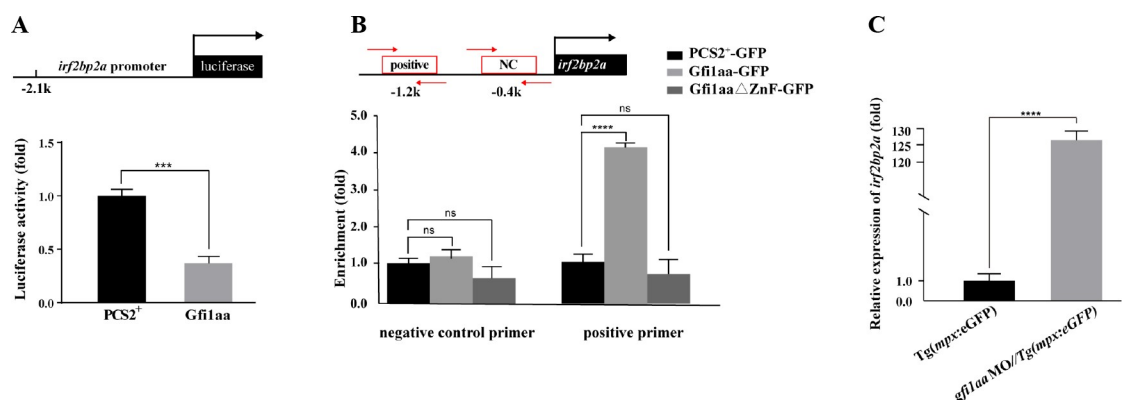 A
irf2bp2a promoter
luciferase
-2.1k
Luciferase activity (fold)
1.5
1.0
0.5
0.0
***
PCS2+
Gfi1aa
B
positive
NC
irf2bp2a
-1.2k
-0.4k
PCS2+-GFP
Gfi1aa-GFP
Gfi1aa△ZnF-GFP
Enrichment (fold)
5.0
4.0
3.0
2.0
1.0
0.0
ns
ns
ns
****
negative control primer
positive primer
C
Relative expression of irf2bp2a (fold)
130
125
120
1.0
0.0
****
Tg(mpx:eGFP)
gfi1aa MO//Tg(mpx:eGFP)